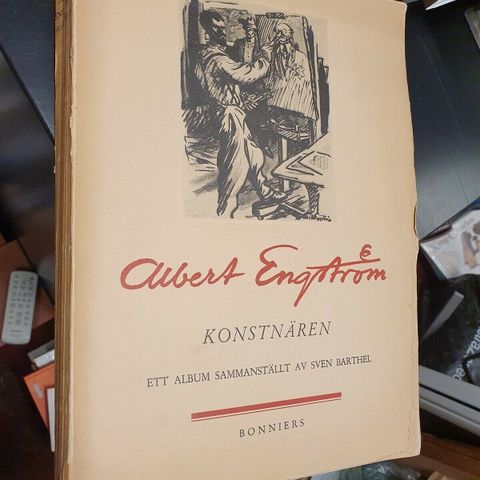 Albert Engström
KONSTNÄREN
ETT ALBUM SAMMANSTÄLLT AV SVEN BARTHEL
BONNIERS